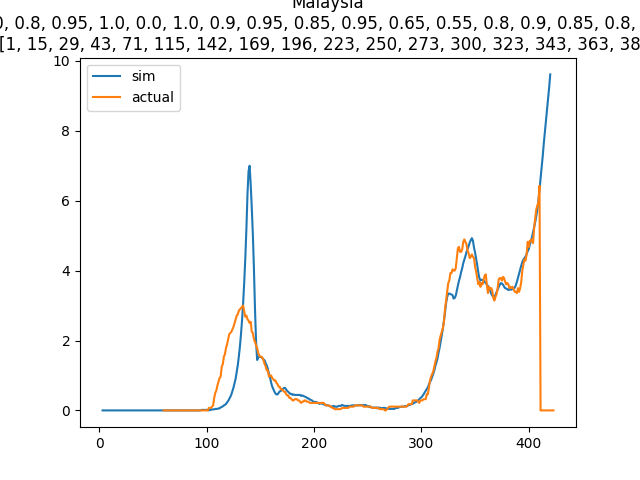 Malaysia
0, 0.8, 0.95, 1.0, 0.0, 1.0, 0.9, 0.95, 0.85, 0.95, 0.65, 0.55, 0.8, 0.9, 0.85, 0.8,
[1, 15, 29, 43, 71, 115, 142, 169, 196, 223, 250, 273, 300, 323, 343, 363, 38
10
8
6
4
2
0
sim
actual
0 100 200 300 400